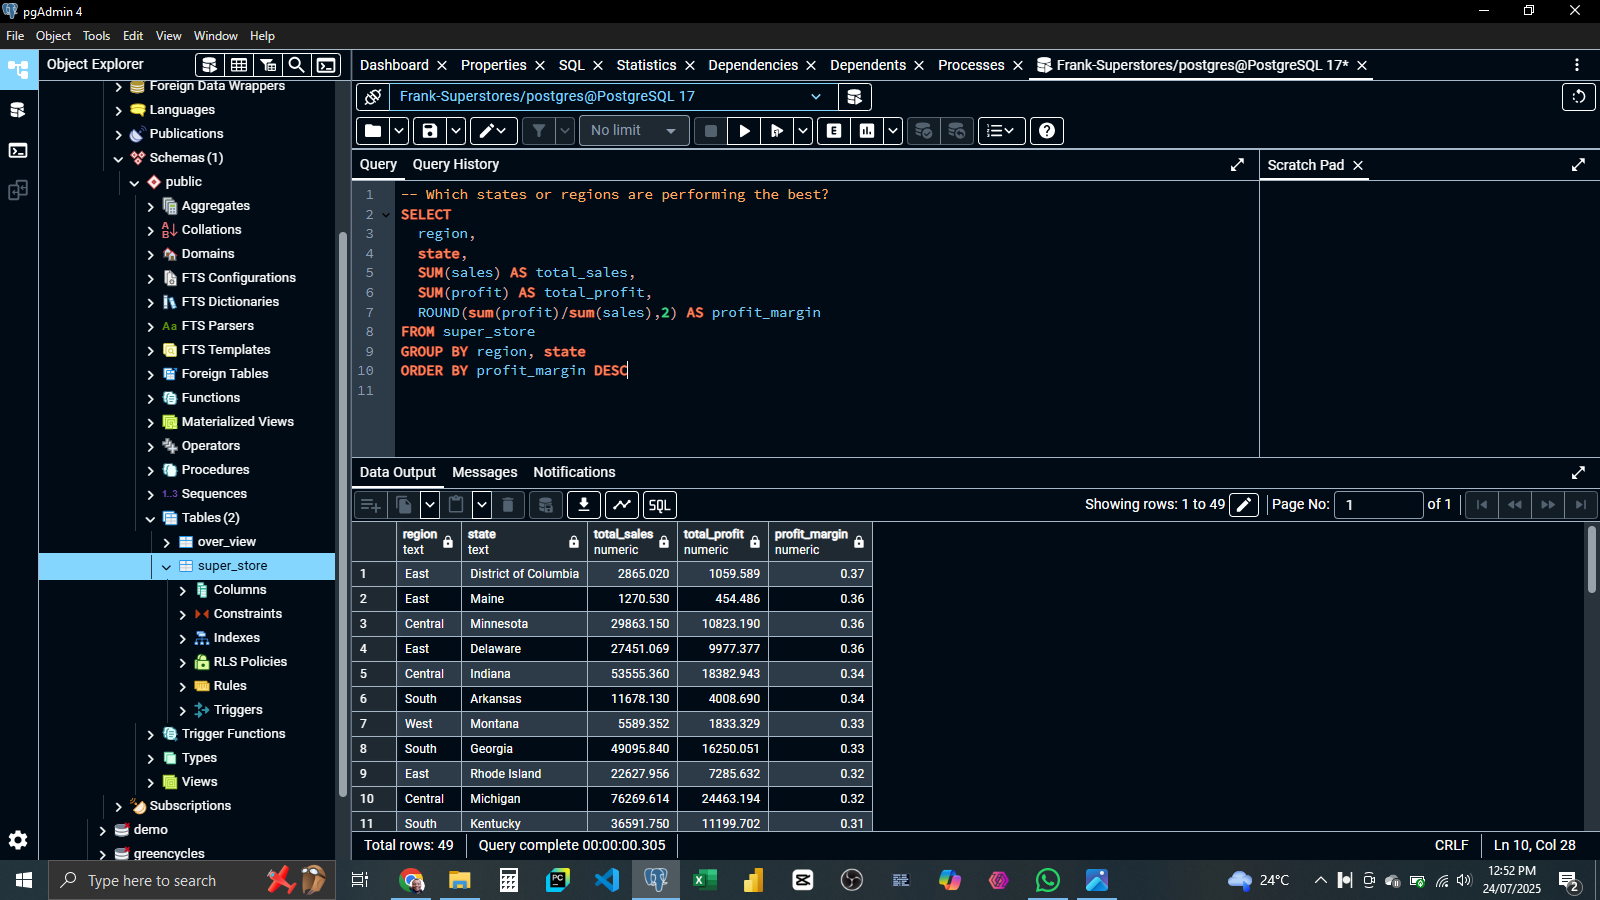 pgAdmin 4
File Object Tools Edit View Window Help
Object Explorer
Dashboard Properties SQL Statistics Dependencies Dependents Processes Frank-Superstores/postgres@PostgreSQL 17*
Foreign Data Wrappers
Languages
Publications
Schemas (1)
public
Aggregates
Collations
Domains
FTS Configurations
FTS Dictionaries
Aa FTS Parsers
FTS Templates
Foreign Tables
Functions
Materialized Views
Operators
Procedures
1..3 Sequences
Tables (2)
over_view
super_store
Columns
Constraints
Indexes
RLS Policies
Rules
Triggers
Trigger Functions
Types
Views
Subscriptions
demo
greencycles
Frank-Superstores/postgres@PostgreSQL 17
No limit E
Query Query History
Scratch Pad
1 -- Which states or regions are performing the best?
2 SELECT
3 region,
4 state,
5 SUM(sales) AS total_sales,
6 SUM(profit) AS total_profit,
7 ROUND(sum(profit)/sum(sales),2) AS profit_margin
8 FROM super_store
9 GROUP BY region, state
10 ORDER BY profit_margin DESC
11
Data Output Messages Notifications
SQL Showing rows: 1 to 49 Page No: 1 of 1
region state total_sales total_profit profit_margin
text text numeric numeric numeric
1 East District of Columbia 2865.020 1059.589 0.37
2 East Maine 1270.530 454.486 0.36
3 Central Minnesota 29863.150 10823.190 0.36
4 East Delaware 27451.069 9977.377 0.36
5 Central Indiana 53555.360 18382.943 0.34
6 South Arkansas 11678.130 4008.690 0.34
7 West Montana 5589.352 1833.329 0.33
8 South Georgia 49095.840 16250.051 0.33
9 East Rhode Island 22627.956 7285.632 0.32
10 Central Michigan 76269.614 24463.194 0.32
11 South Kentucky 36591.750 11199.702 0.31
Total rows: 49 Query complete 00:00:00.305 CRLF Ln 10, Col 28
Type here to search
24°C
12:52 PM
24/07/2025
2